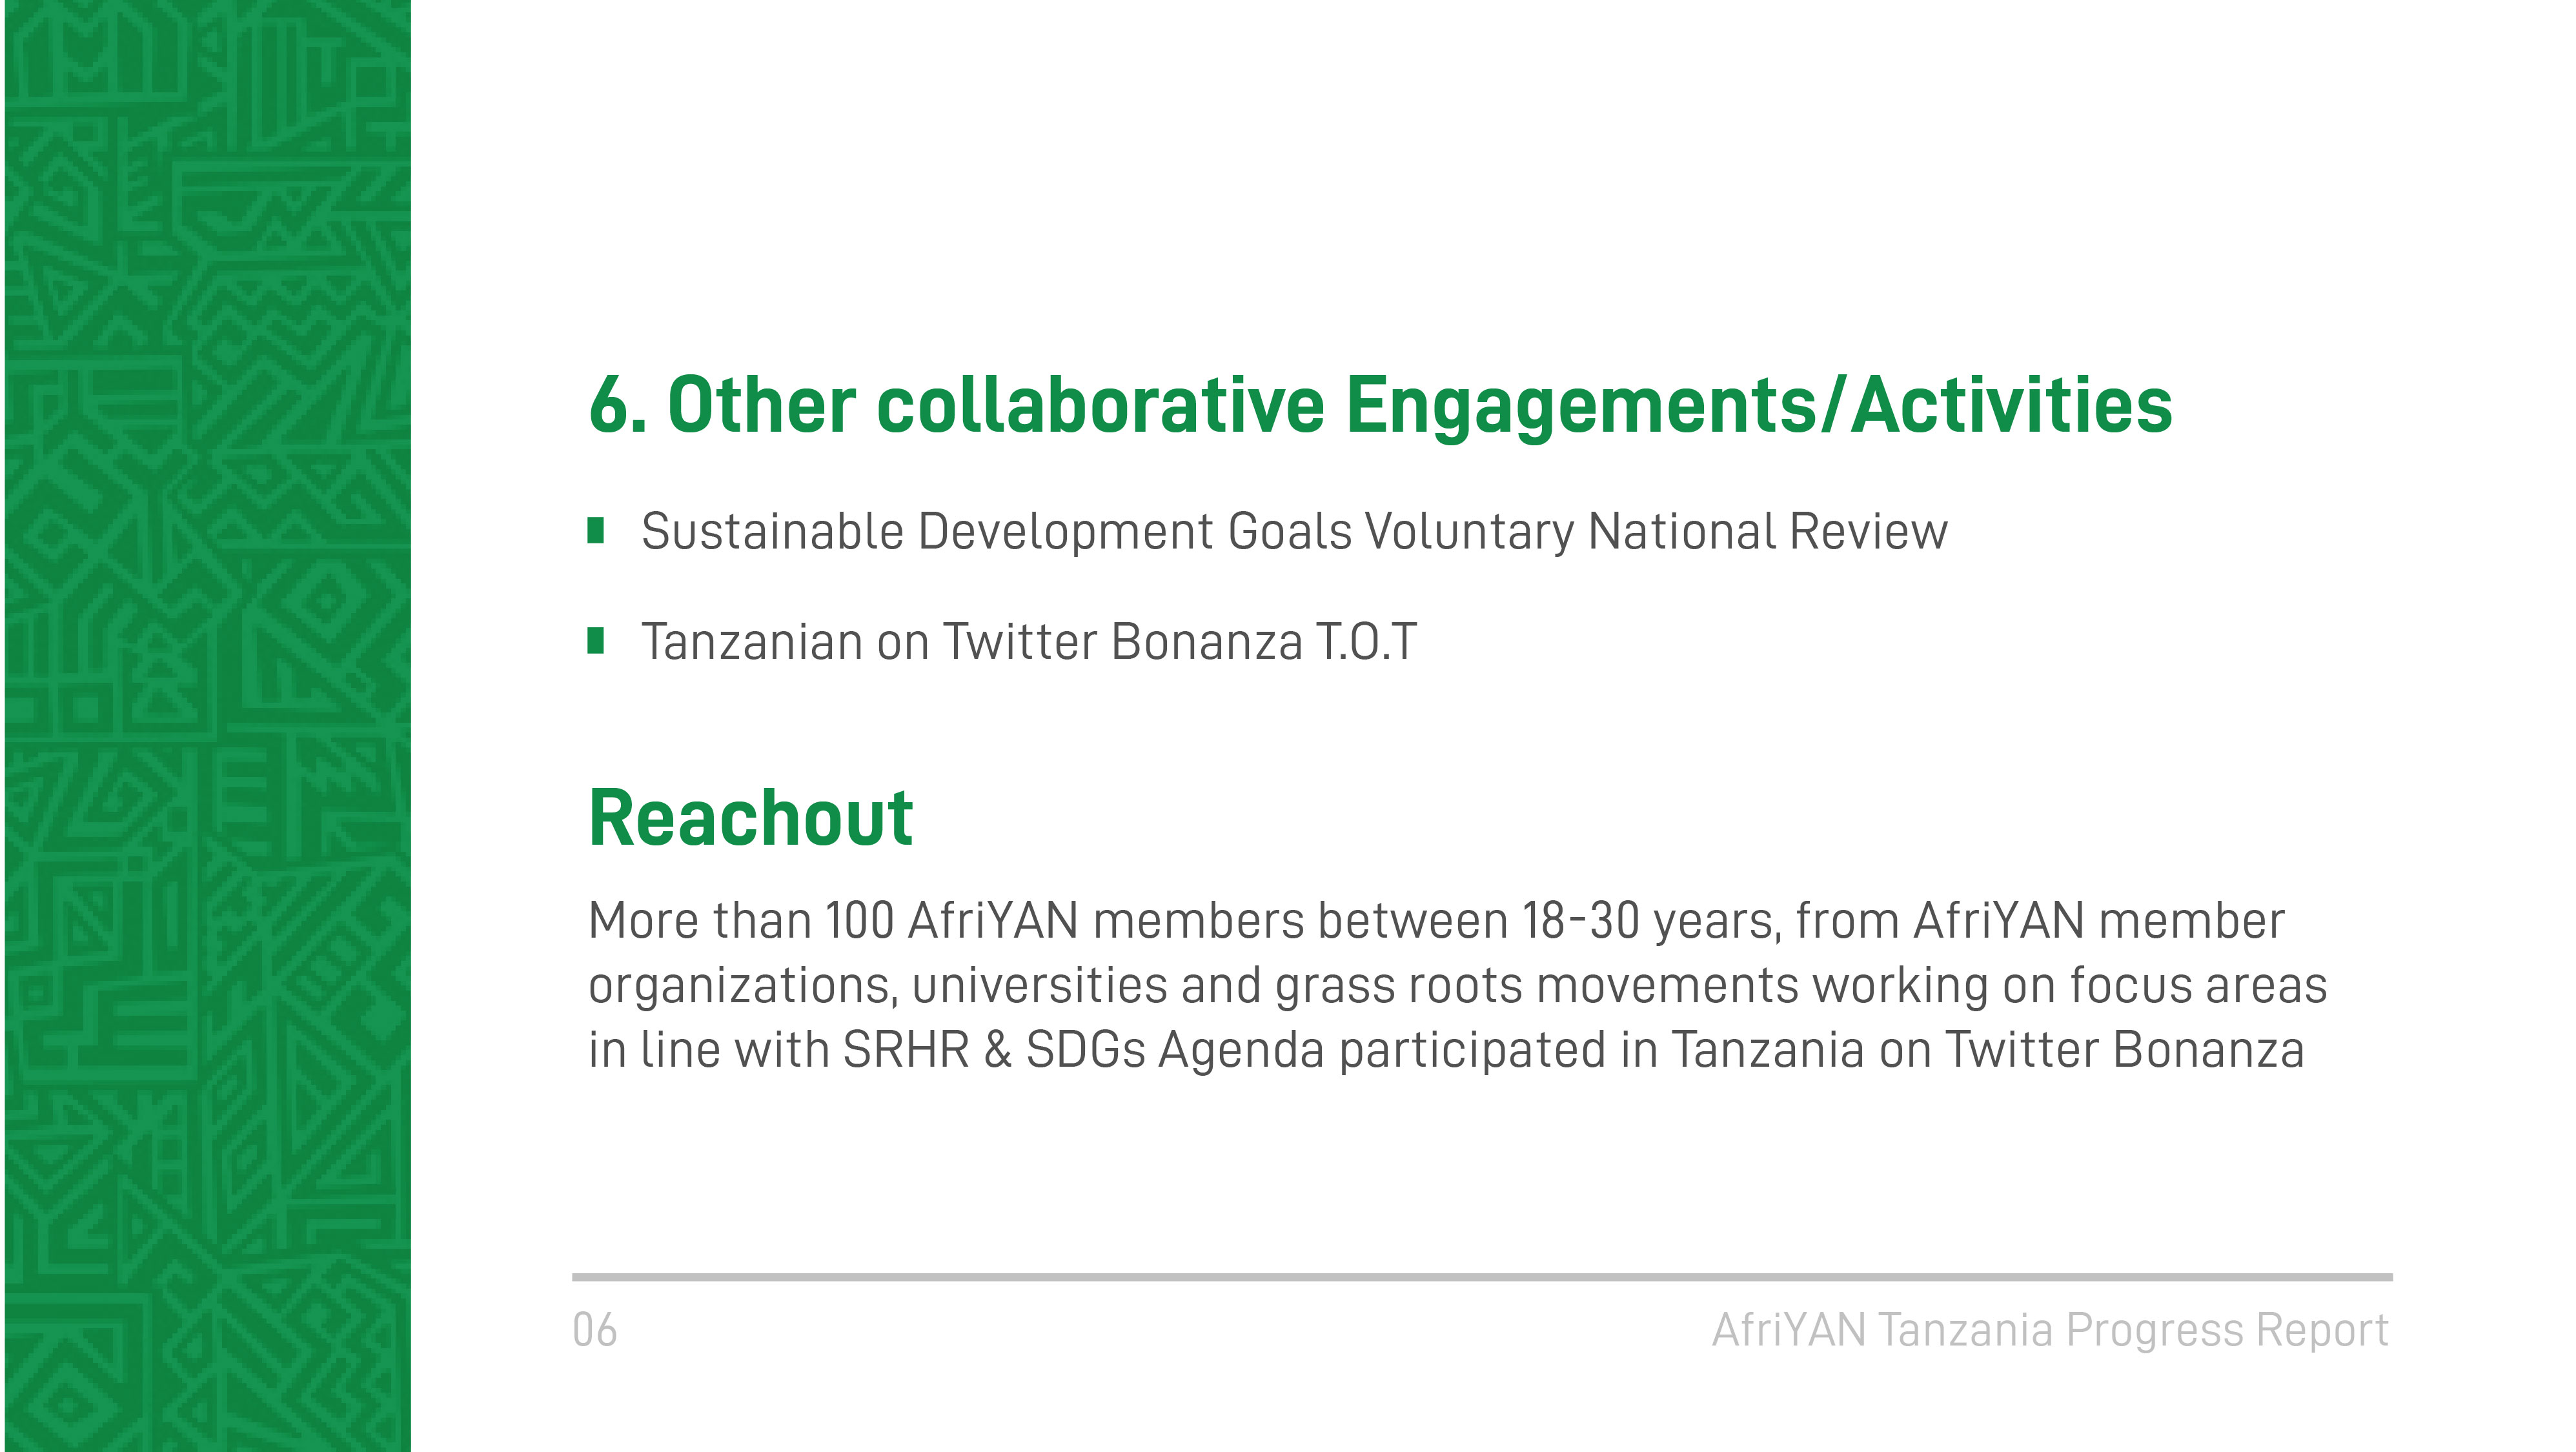 6. Other collaborative Engagements/Activities
Sustainable Development Goals Voluntary National Review
Tanzanian on Twitter Bonanza T.O.T
Reachout
More than 100 AfriYAN members between 18-30 years, from AfriYAN member
organizations, universities and grass roots movements working on focus areas
in line with SRHR & SDGs Agenda participated in Tanzania on Twitter Bonanza
06
AfriYAN Tanzania Progress Report